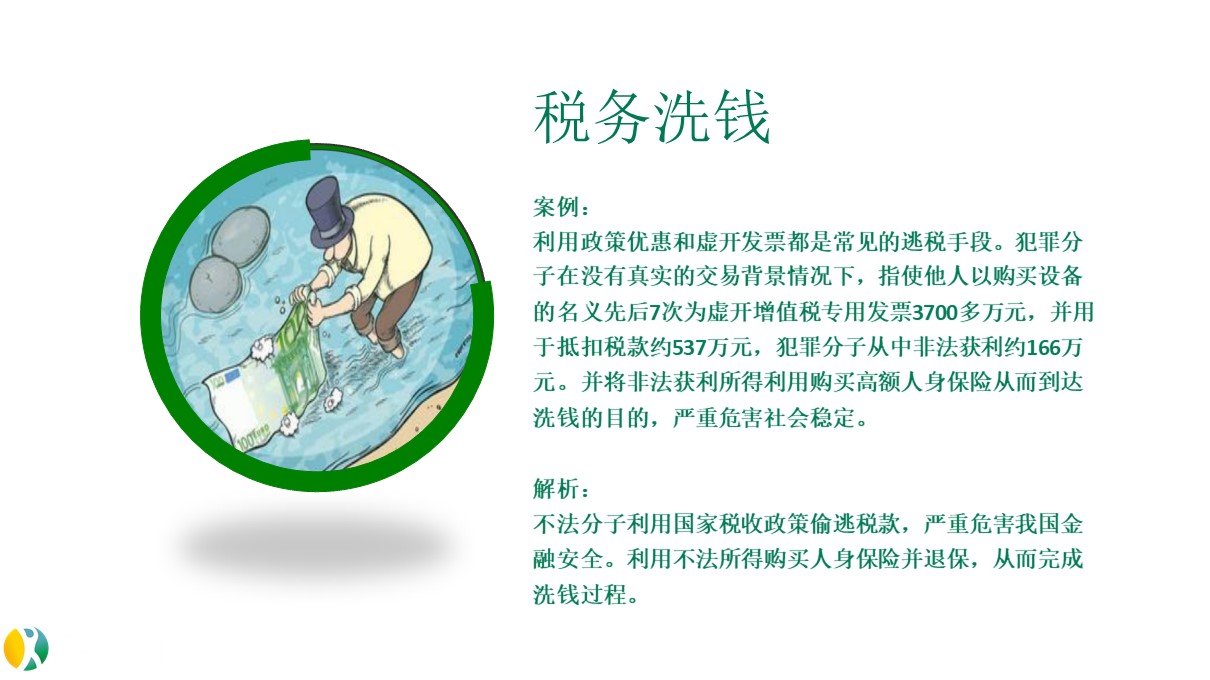 税务洗钱
案例：
利用政策优惠和虚开发票都是常见的逃税手段。犯罪分
子在没有真实的交易背景情况下，指使他人以购买设备
的名义先后7次为虚开增值税专用发票3700多万元，并用
于抵扣税款约537万元，犯罪分子从中非法获利约166万
元。并将非法获利所得利用购买高额人身保险从而到达
洗钱的目的，严重危害社会稳定。
解析：
不法分子利用国家税收政策偷逃税款，严重危害我国金
融安全。利用不法所得购买人身保险并退保，从而完成
洗钱过程。
100
100 EURO